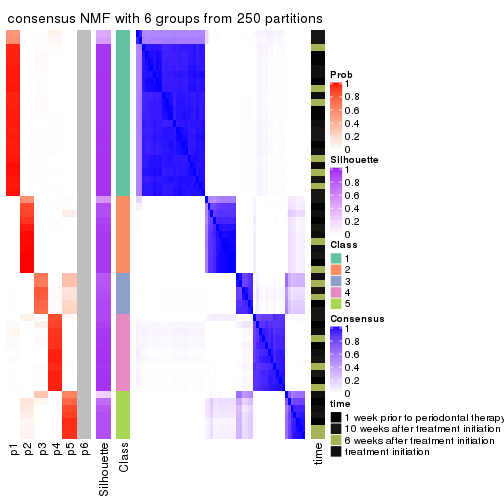 consensus NMF with 6 groups from 250 partitions
Prob
1
0.8
0.6
0.4
0.2
0
Silhouette
1
0.8
0.6
0.4
0.2
0
Class
1
2
3
4
5
Consensus
1
0.8
0.6
0.4
0.2
0
time
1 week prior to periodontal therapy
10 weeks after treatment initiation
6 weeks after treatment initiation
treatment initiation
p1
p2
p3
p4
p5
p6
Silhouette
Class
time